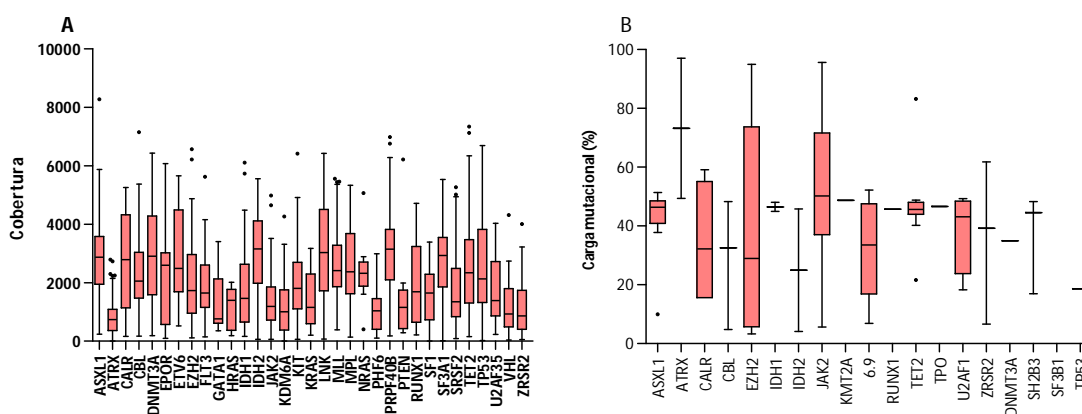 A
Cobertura
10000
8000
6000
4000
2000
0
ASXL1
ATRX
CALR
CBL
DNMT3A
EPOR
ETV6
EZH2
FLT3
GATA1
HRAS
IDH1
IDH2
JAK2
KDM6A
KIT
KRAS
LNK
MLL
MPL
NRAS
PHF6
PRPF40B
PTEN
RUNX1
SF1
SF3A1
SRSF2
TET2
TP53
U2AF35
VHL
ZRSR2
B
Carga mutacional (%)
100
80
60
40
20
0
ASXL1
ATRX
CALR
CBL
EZH2
IDH1
IDH2
JAK2
KMT2A
6.9
RUNX1
TET2
TPO
U2AF1
ZRSR2
DNMT3A
SH2B3
SF3B1
TP53